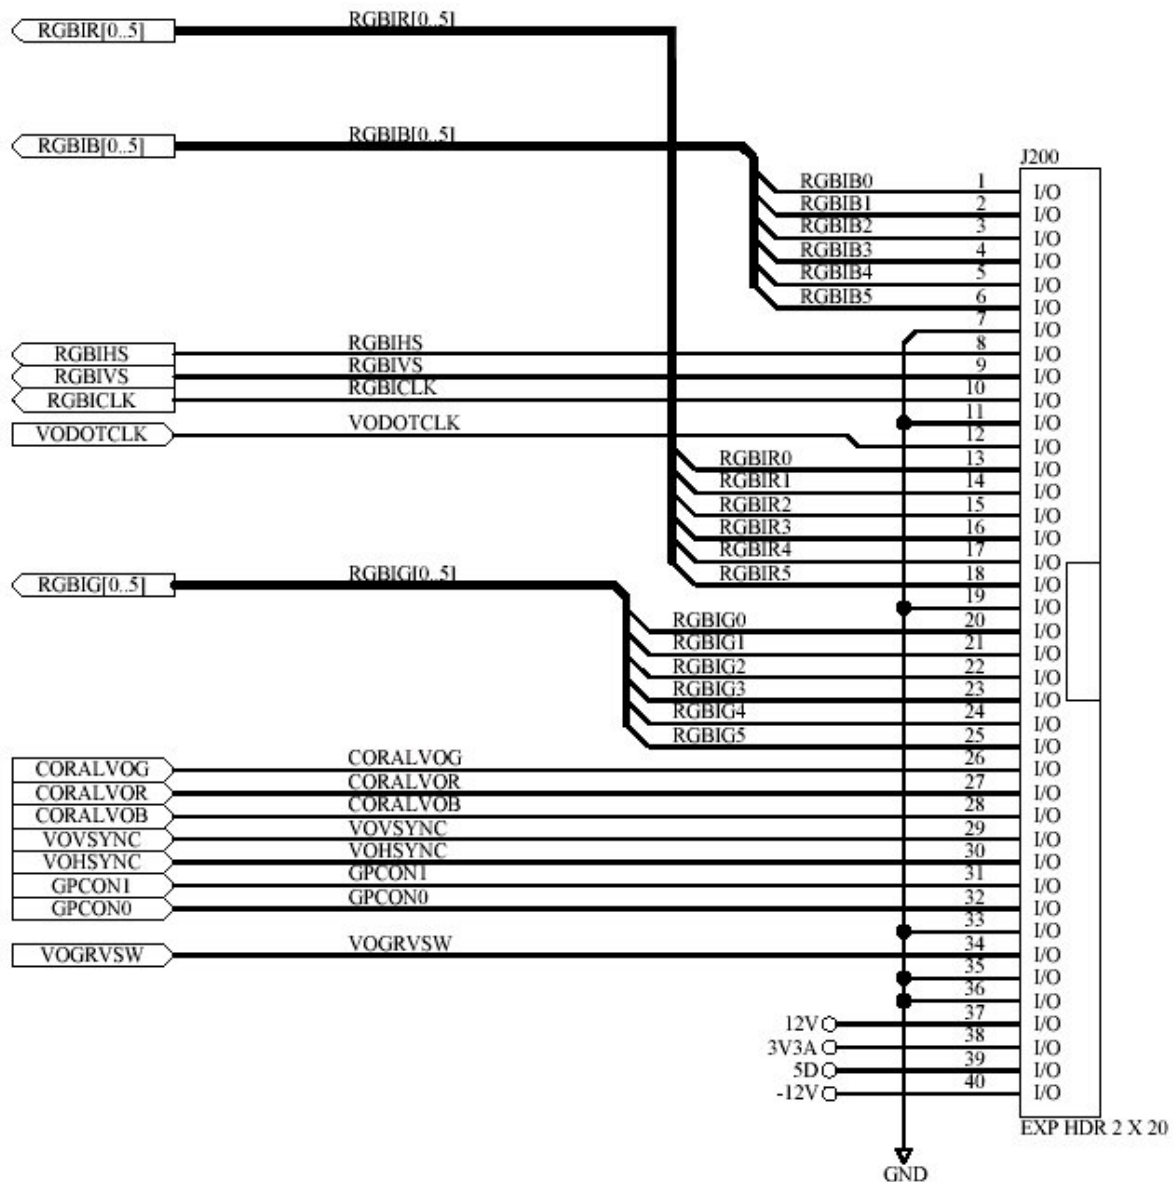 RGBIR[0..5] RGBIR[0..5]
RGBIB[0..5] RGBIB[0..5]
J200
RGBIB0 1 I/O
RGBIB1 2 I/O
RGBIB2 3 I/O
RGBIB3 4 I/O
RGBIB4 5 I/O
RGBIB5 6 I/O
7 I/O
RGBIHS RGBIHS 8 I/O
RGBIVS RGBIVS 9 I/O
RGBICLK RGBICLK 10 I/O
11 I/O
VODOTCLK VODOTCLK 12 I/O
RGBIR0 13 I/O
RGBIR1 14 I/O
RGBIR2 15 I/O
RGBIR3 16 I/O
RGBIR4 17 I/O
RGBIG[0..5] RGBIG[0..5] RGBIR5 18 I/O
19 I/O
RGBIG0 20 I/O
RGBIG1 21 I/O
RGBIG2 22 I/O
RGBIG3 23 I/O
RGBIG4 24 I/O
RGBIG5 25 I/O
CORALVOG CORALVOG 26 I/O
CORALVOR CORALVOR 27 I/O
CORALVOB CORALVOB 28 I/O
VOVSYNC VOVSYNC 29 I/O
VOHSYNC VOHSYNC 30 I/O
GPCON1 GPCON1 31 I/O
GPCON0 GPCON0 32 I/O
33 I/O
VOGRVSW VOGRVSW 34 I/O
35 I/O
36 I/O
12V 37 I/O
3V3A 38 I/O
5D 39 I/O
-12V 40 I/O
EXP HDR 2 X 20
GND